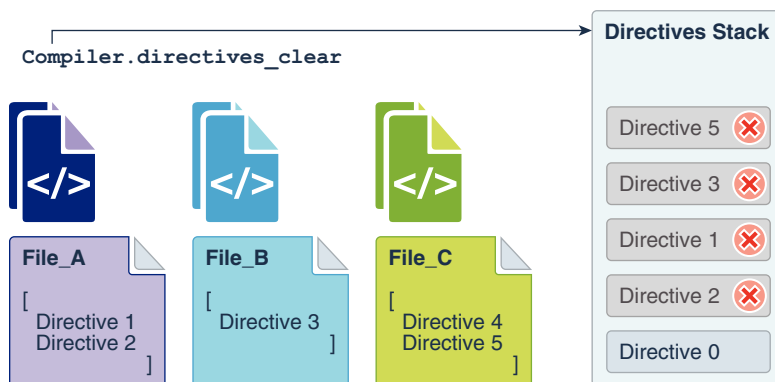 Compiler.directives_clear
Directives Stack
</>
</>
</>
File_A
[
Directive 1
Directive 2
]
File_B
[
Directive 3
]
File_C
[
Directive 4
Directive 5
]
Directive 5
Directive 3
Directive 1
Directive 2
Directive 0